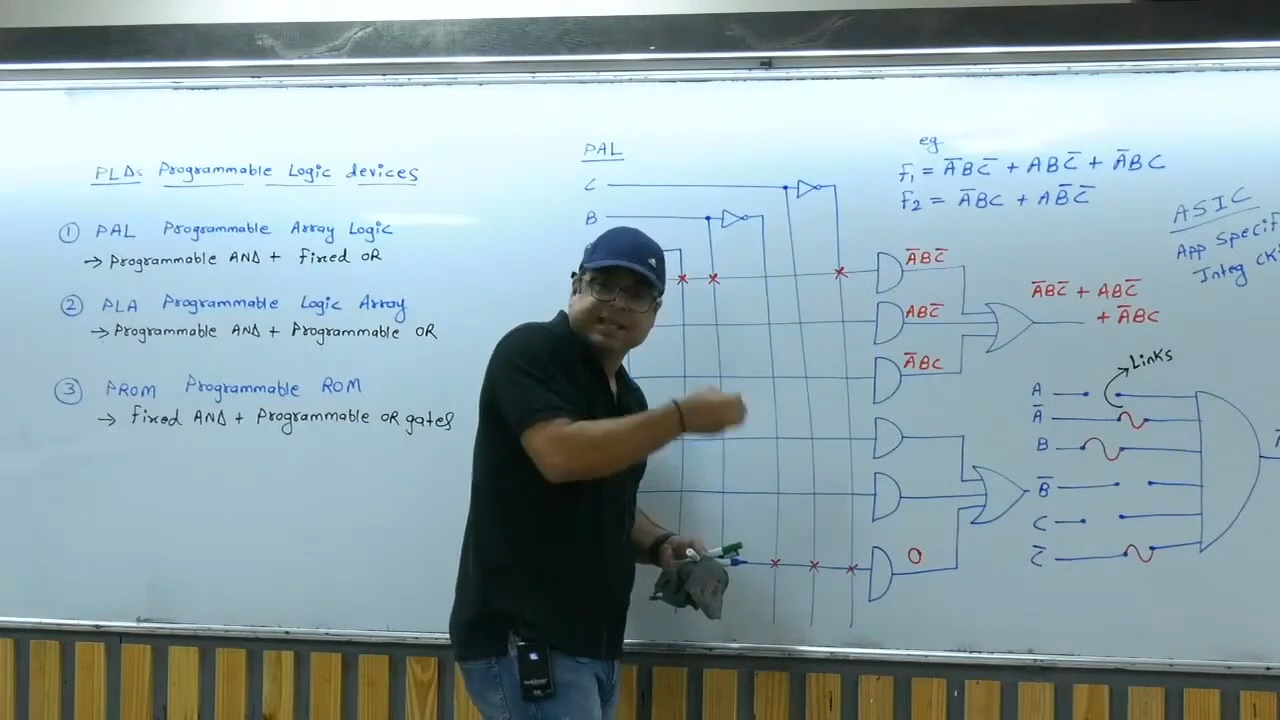 PLDs Programmable Logic devices
① PAL Programmable Array Logic
→ Programmable AND + fixed OR
② PLA Programmable Logic Array
→ Programmable AND + Programmable OR
③ PROM Programmable ROM
→ fixed AND + Programmable OR gates
PAL
C
B
eg
f₁ = A̅BC̅ + ABC̅ + A̅BC
f₂ = A̅BC + AB̅C̅
ASIC
App Specif
Integ CK
A̅BC̅
ABC̅
A̅BC
A̅BC̅ + ABC̅
+ A̅BC
O
Links
A
A̅
B
B̅
C
C̅